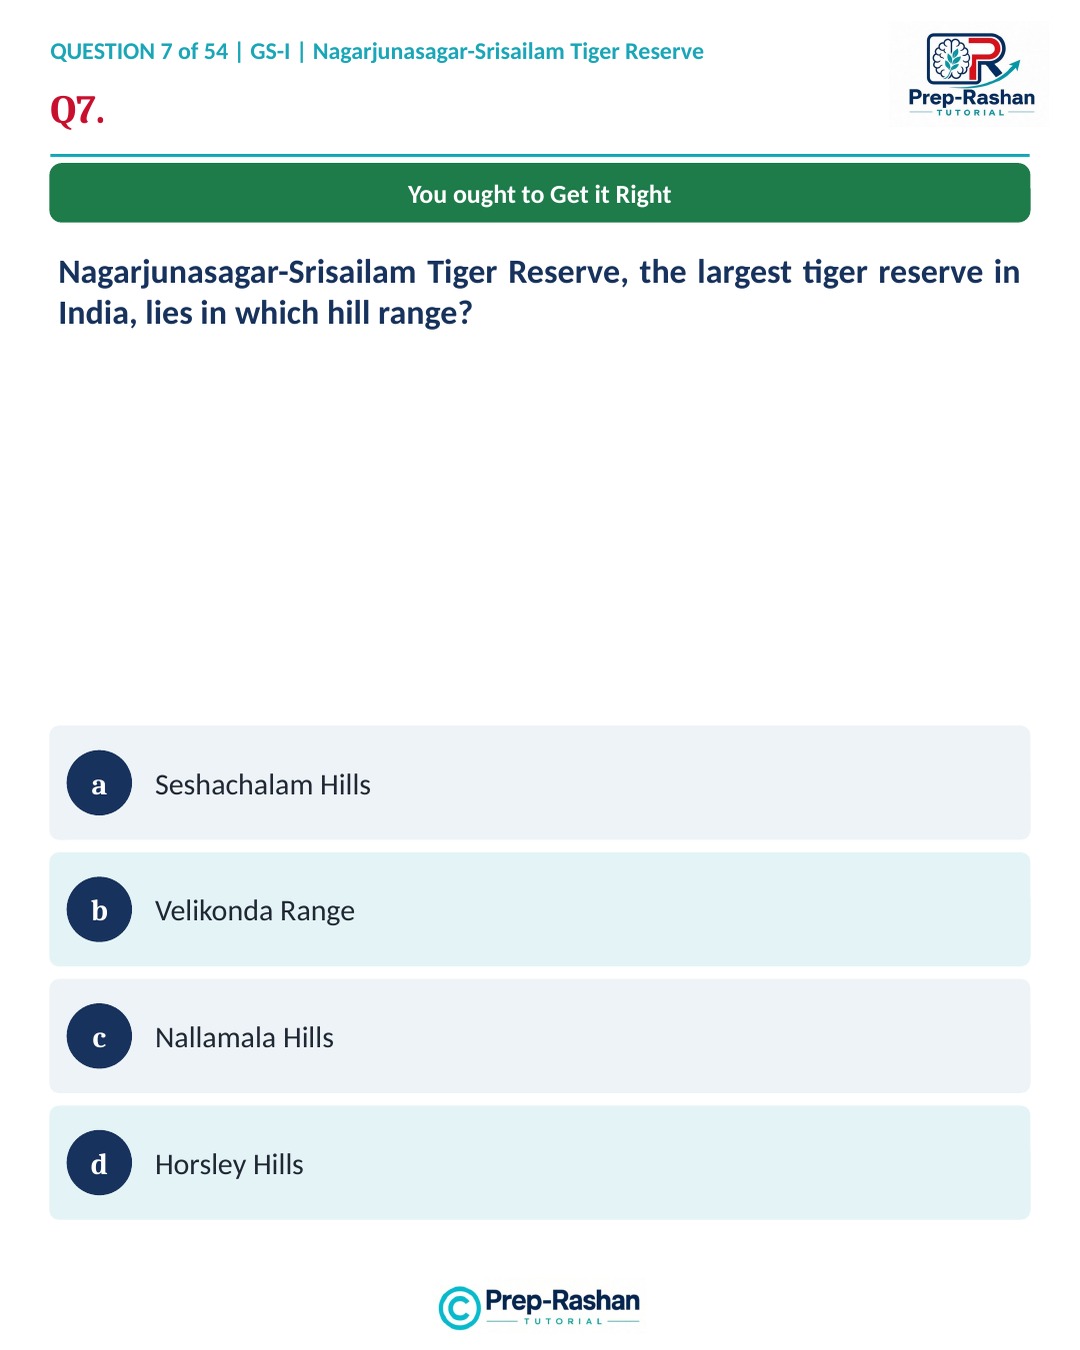 QUESTION 7 of 54 | GS-I | Nagarjunasagar-Srisailam Tiger Reserve
Prep-Rashan
TUTORIAL
Q7.
You ought to Get it Right
Nagarjunasagar-Srisailam Tiger Reserve, the largest tiger reserve in
India, lies in which hill range?
a Seshachalam Hills
b Velikonda Range
c Nallamala Hills
d Horsley Hills
© Prep-Rashan
TUTORIAL